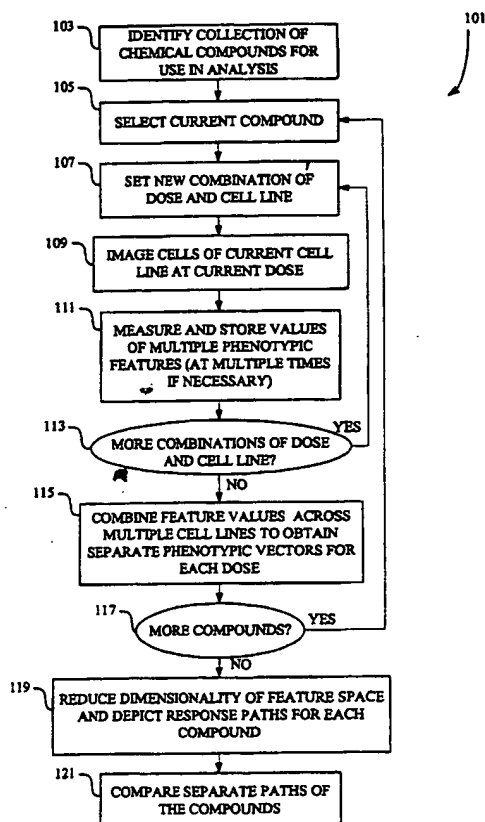 101
103
IDENTIFY COLLECTION OF
CHEMICAL COMPOUNDS FOR
USE IN ANALYSIS
105
SELECT CURRENT COMPOUND
107
SET NEW COMBINATION OF
DOSE AND CELL LINE
109
IMAGE CELLS OF CURRENT CELL
LINE AT CURRENT DOSE
111
MEASURE AND STORE VALUES
OF MULTIPLE PHENOTYPIC
FEATURES (AT MULTIPLE TIMES
IF NECESSARY)
113
MORE COMBINATIONS OF DOSE
AND CELL LINE?
YES
NO
115
COMBINE FEATURE VALUES ACROSS
MULTIPLE CELL LINES TO OBTAIN
SEPARATE PHENOTYPIC VECTORS FOR
EACH DOSE
117
MORE COMPOUNDS?
YES
NO
119
REDUCE DIMENSIONALITY OF FEATURE SPACE
AND DEPICT RESPONSE PATHS FOR EACH
COMPOUND
121
COMPARE SEPARATE PATHS OF
THE COMPOUNDS